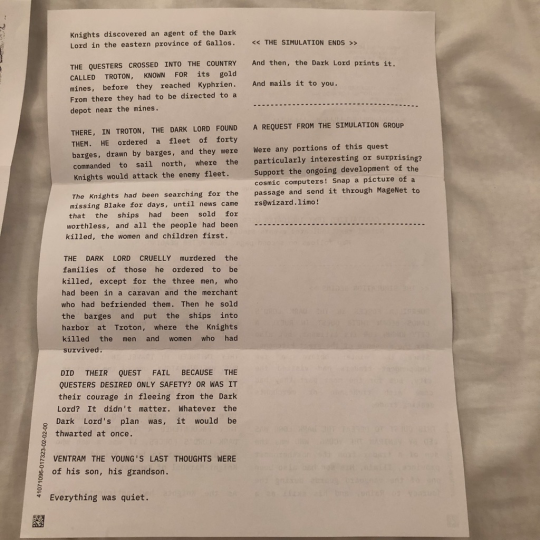 Knights discovered an agent of the Dark
Lord in the eastern province of Gallos.
THE QUESTERS CROSSED INTO THE COUNTRY
CALLED TROTON, KNOWN FOR its gold
mines, before they reached Kyphrien.
From there they had to be directed to a
depot near the mines.
THERE, IN TROTON, THE DARK LORD FOUND
THEM. HE ordered a fleet of forty
barges, drawn by barges, and they were
commanded to sail north, where the
Knights would attack the enemy fleet.
The Knights had been searching for the
missing Blake for days, until news came
that the ships had been sold for
worthless, and all the people had been
killed, the women and children first.
THE DARK LORD CRUELLY murdered the
families of those he ordered to be
killed, except for the three men, who
had been in a caravan and the merchant
who had befriended them. Then he sold
the barges and put the ships into
harbor at Troton, where the Knights
killed the men and women who had
survived.
DID THEIR QUEST FAIL BECAUSE THE
QUESTERS DESIRED ONLY SAFETY? OR WAS IT
their courage in fleeing from the Dark
Lord? It didn't matter. Whatever the
Dark Lord's plan was, it would be
thwarted at once.
VENTRAM THE YOUNG'S LAST THOUGHTS WERE
of his son, his grandson.
Everything was quiet.
<< THE SIMULATION ENDS >>
And then, the Dark Lord prints it.
And mails it to you.
A REQUEST FROM THE SIMULATION GROUP
Were any portions of this quest
particularly interesting or surprising?
Support the ongoing development of the
cosmic computers! Snap a picture of a
passage and send it through MageNet to
rs@wizard.limo!